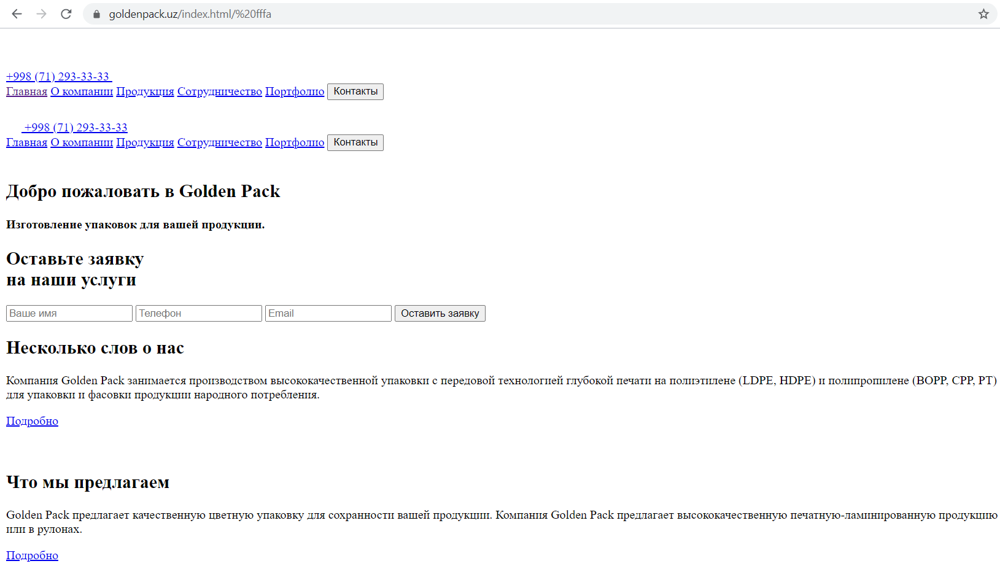 goldenpack.uz/index.html/%20fffa
+998 (71) 293-33-33
Главная О компании Продукция Сотрудничество Портфолио Контакты
+998 (71) 293-33-33
Главная О компании Продукция Сотрудничество Портфолио Контакты
Добро пожаловать в Golden Pack
Изготовление упаковок для вашей продукции.
Оставьте заявку
на наши услуги
Ваше имя Телефон Email Оставить заявку
Несколько слов о нас
Компания Golden Pack занимается производством высококачественной упаковки с передовой технологией глубокой печати на полиэтилене (LDPE, HDPE) и полипропилене (BOPP, CPP, PT)
для упаковки и фасовки продукции народного потребления.
Подробно
Что мы предлагаем
Golden Pack предлагает качественную цветную упаковку для сохранности вашей продукции. Компания Golden Pack предлагает высококачественную печатную-ламинированную продукцию
или в рулонах.
Подробно